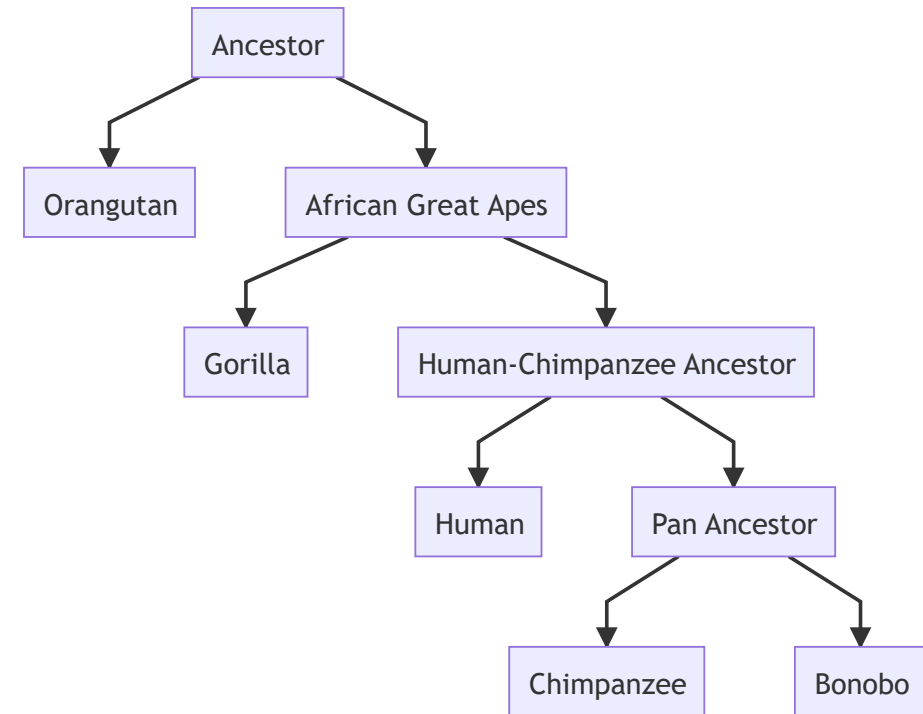 Ancestor
Orangutan
African Great Apes
Gorilla
Human-Chimpanzee Ancestor
Human
Pan Ancestor
Chimpanzee
Bonobo